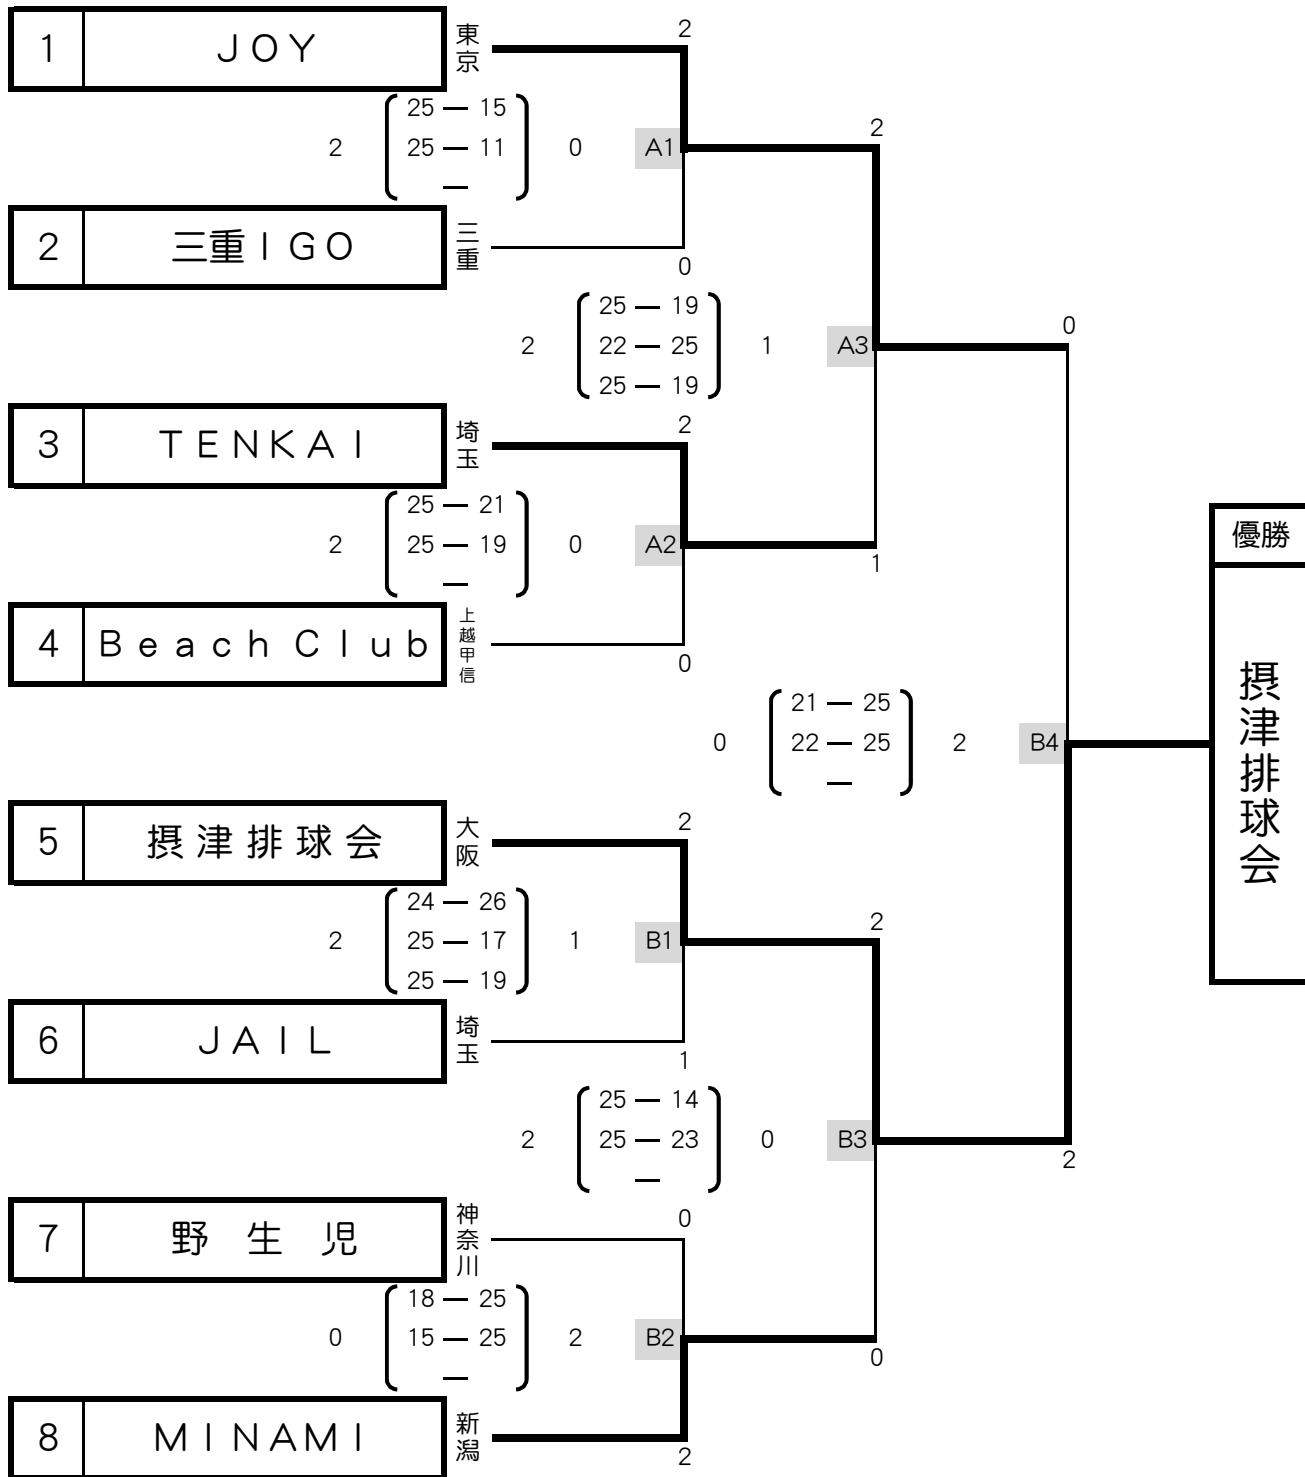 1 ＪＯＹ 東京
2
25 ― 15
2 25 ― 11 0 A1
―
2
2 三重ＩＧＯ 三重
0
25 ― 19
2 22 ― 25 1 A3
25 ― 19
0
3 ＴＥＮＫＡＩ 埼玉
2
25 ― 21
2 25 ― 19 0 A2
―
1
4 Ｂｅａｃｈ Ｃｌｕｂ 上越甲信
0
21 ― 25
0 22 ― 25 2 B4
―
優勝
摂津排球会
5 摂津排球会 大阪
2
24 ― 26
2 25 ― 17 1 B1
25 ― 19
2
6 ＪＡＩＬ 埼玉
1
25 ― 14
2 25 ― 23 0 B3
―
2
7 野生児 神奈川
0
18 ― 25
0 15 ― 25 2 B2
―
0
8 ＭＩＮＡＭＩ 新潟
2